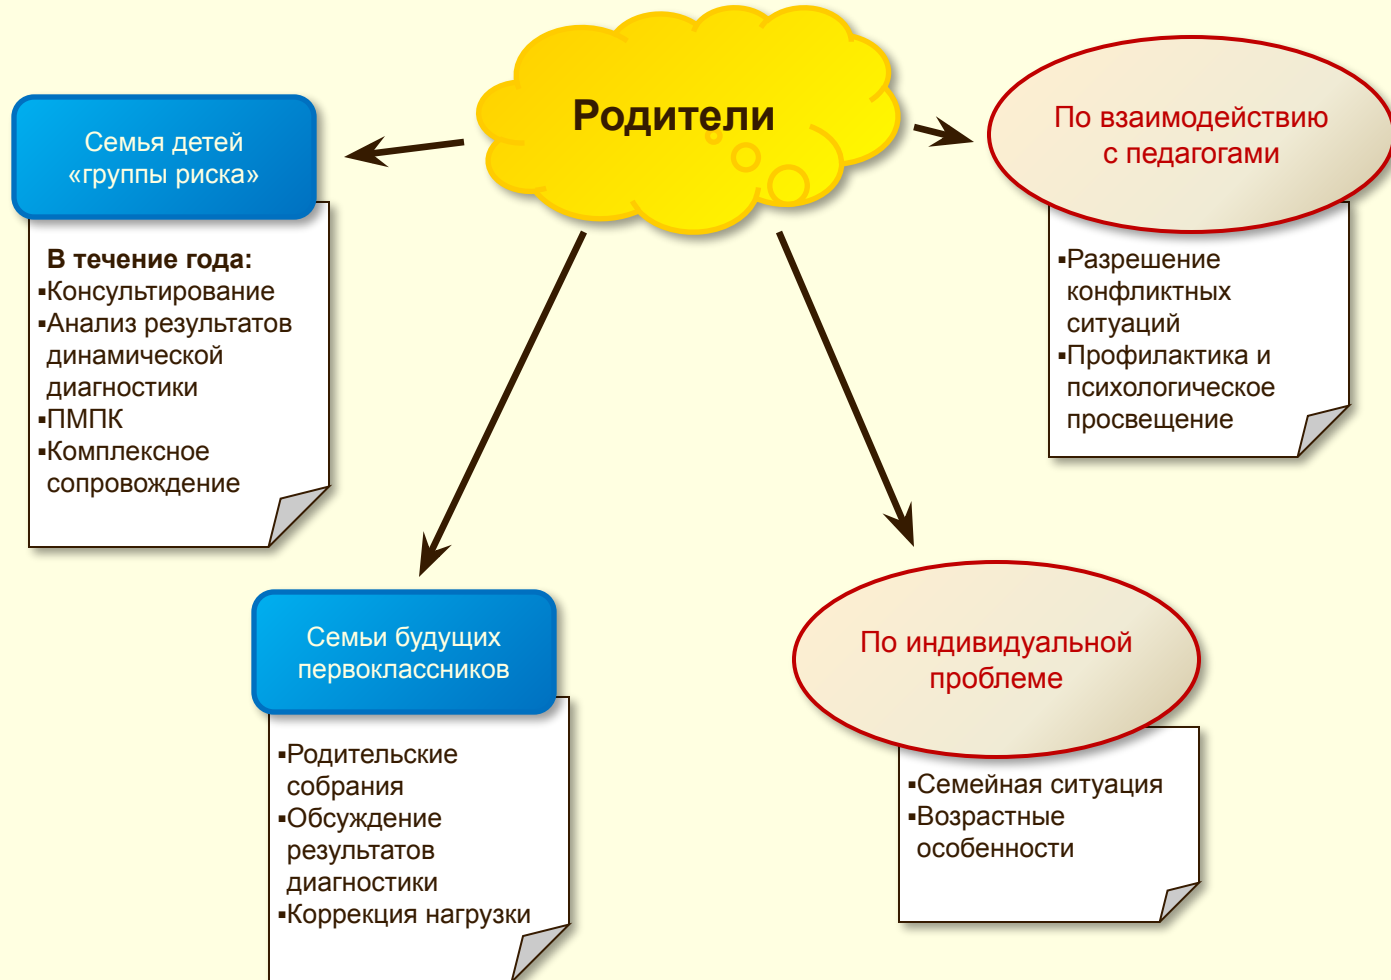 Родители
Семья детей
«группы риска»
В течение года:
▪Консультирование
▪Анализ результатов
динамической
диагностики
▪ПМПК
▪Комплексное
сопровождение
По взаимодействию
с педагогами
▪Разрешение
конфликтных
ситуаций
▪Профилактика и
психологическое
просвещение
Семьи будущих
первоклассников
▪Родительские
собрания
▪Обсуждение
результатов
диагностики
▪Коррекция нагрузки
По индивидуальной
проблеме
▪Семейная ситуация
▪Возрастные
особенности